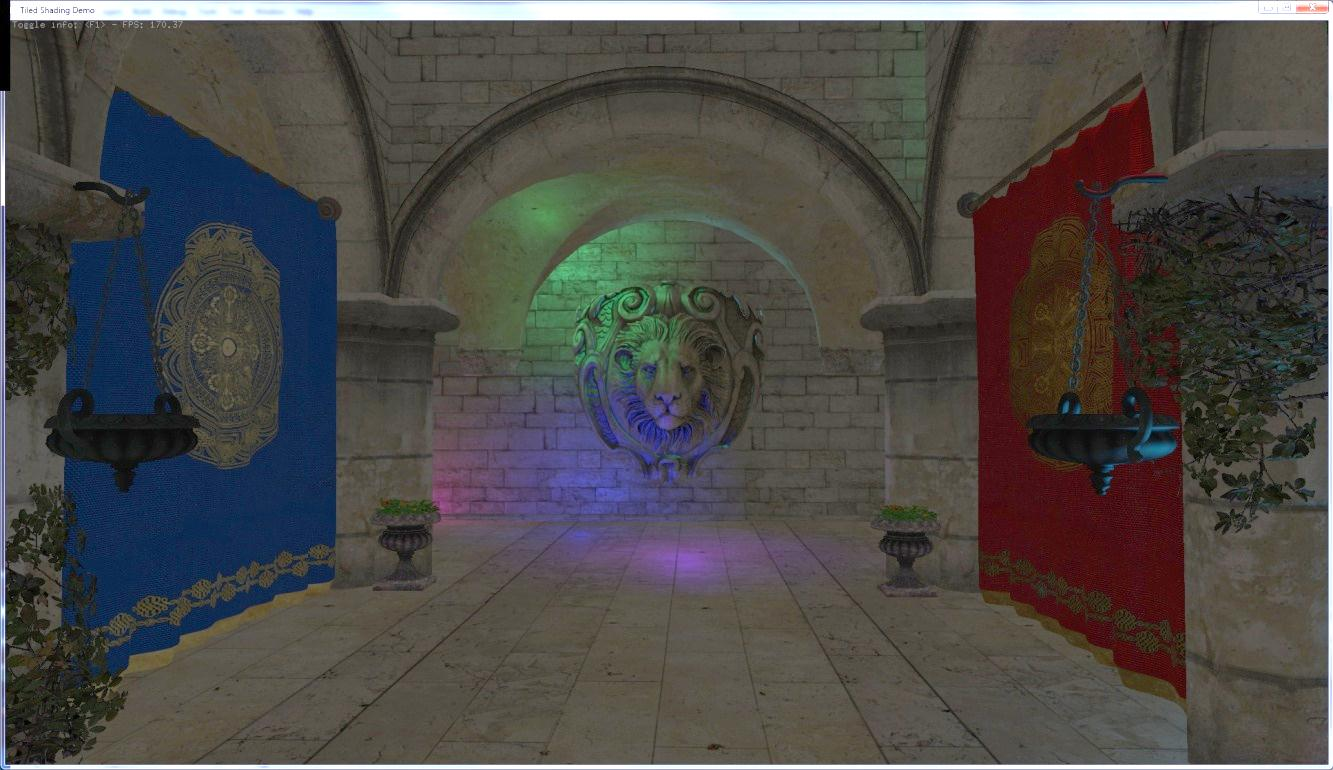 Tiled Shading Demo
Toggle info: <F1> - FPS: 170.37